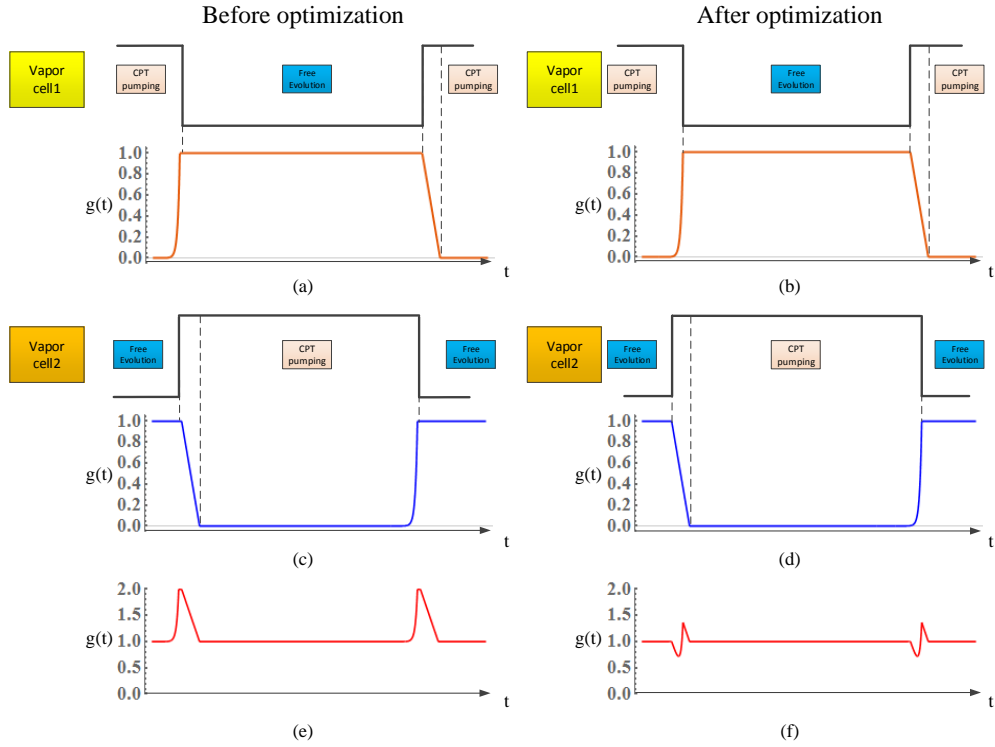 Before optimization
After optimization
Vapor
cell1
CPT
pumping
Free
Evolution
CPT
pumping
Vapor
cell1
CPT
pumping
Free
Evolution
CPT
pumping
1.0
0.8
0.6
0.4
0.2
0.0
g(t)
t
(a)
1.0
0.8
0.6
0.4
0.2
0.0
g(t)
t
(b)
Vapor
cell2
Free
Evolution
CPT
pumping
Free
Evolution
Vapor
cell2
Free
Evolution
CPT
pumping
Free
Evolution
1.0
0.8
0.6
0.4
0.2
0.0
g(t)
t
(c)
1.0
0.8
0.6
0.4
0.2
0.0
g(t)
t
(d)
2.0
1.5
1.0
0.5
0.0
g(t)
t
(e)
2.0
1.5
1.0
0.5
0.0
g(t)
t
(f)